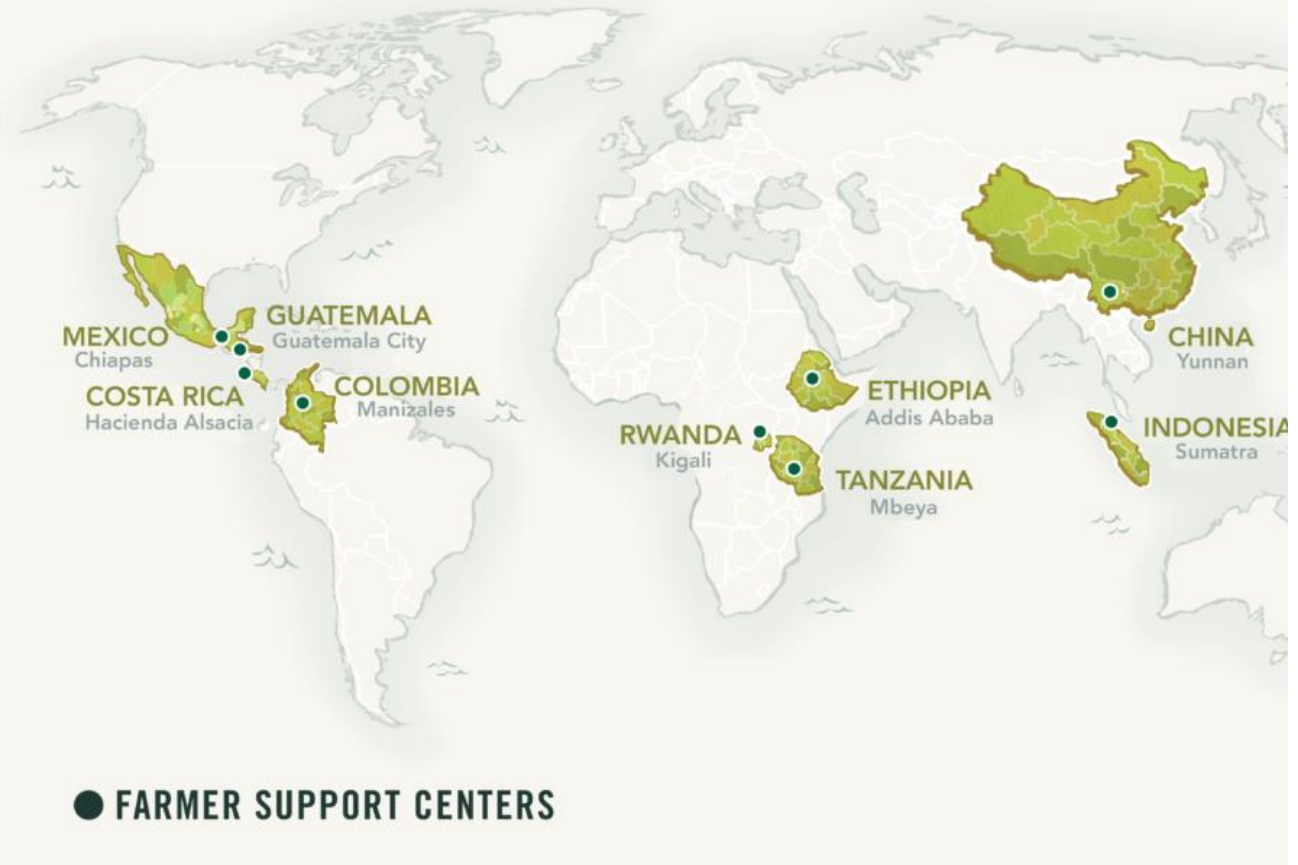 GUATEMALA
Guatemala City
MEXICO
Chiapas
COSTA RICA
Hacienda Alsacia
COLOMBIA
Manizales
CHINA
Yunnan
ETHIOPIA
Addis Ababa
RWANDA
Kigali
INDONESIA
Sumatra
TANZANIA
Mbeya
FARMER SUPPORT CENTERS